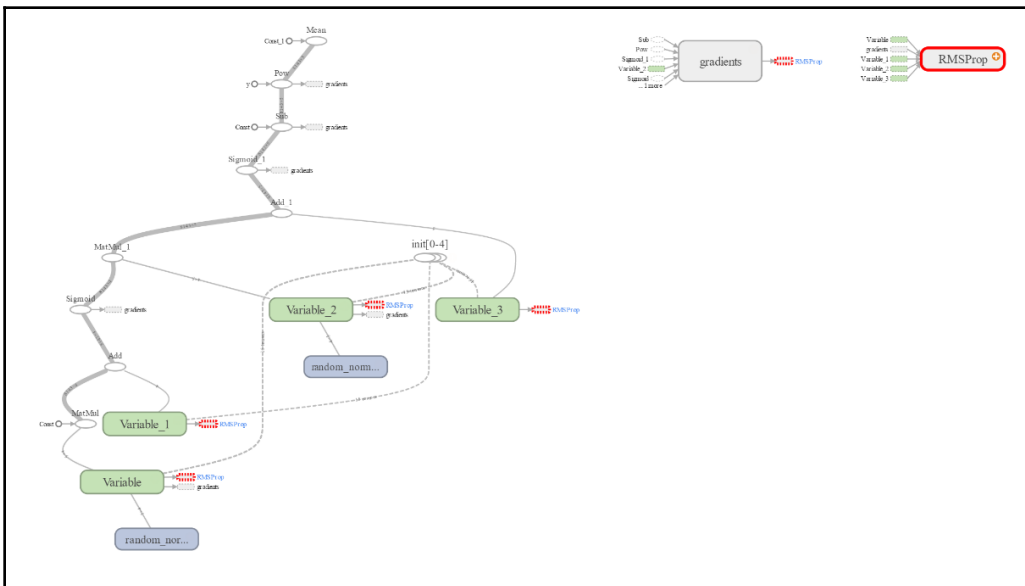 Mean
Const_1
Pow
y
gradients
Sub
Const
gradients
Sigmoid_1
gradients
Add_1
MatMul_1
init[0-4]
Sigmoid
gradients
Variable_2
RMSProp
gradients
Variable_3
RMSProp
Add
random_norm...
MatMul
Const
Variable_1
RMSProp
Variable
RMSProp
gradients
random_nor...
Sub
Pow
Sigmoid_1
Variable_2
Sigmoid
... 1 more
gradients
RMSProp
Variable
gradients
Variable_1
Variable_2
Variable_3
RMSProp